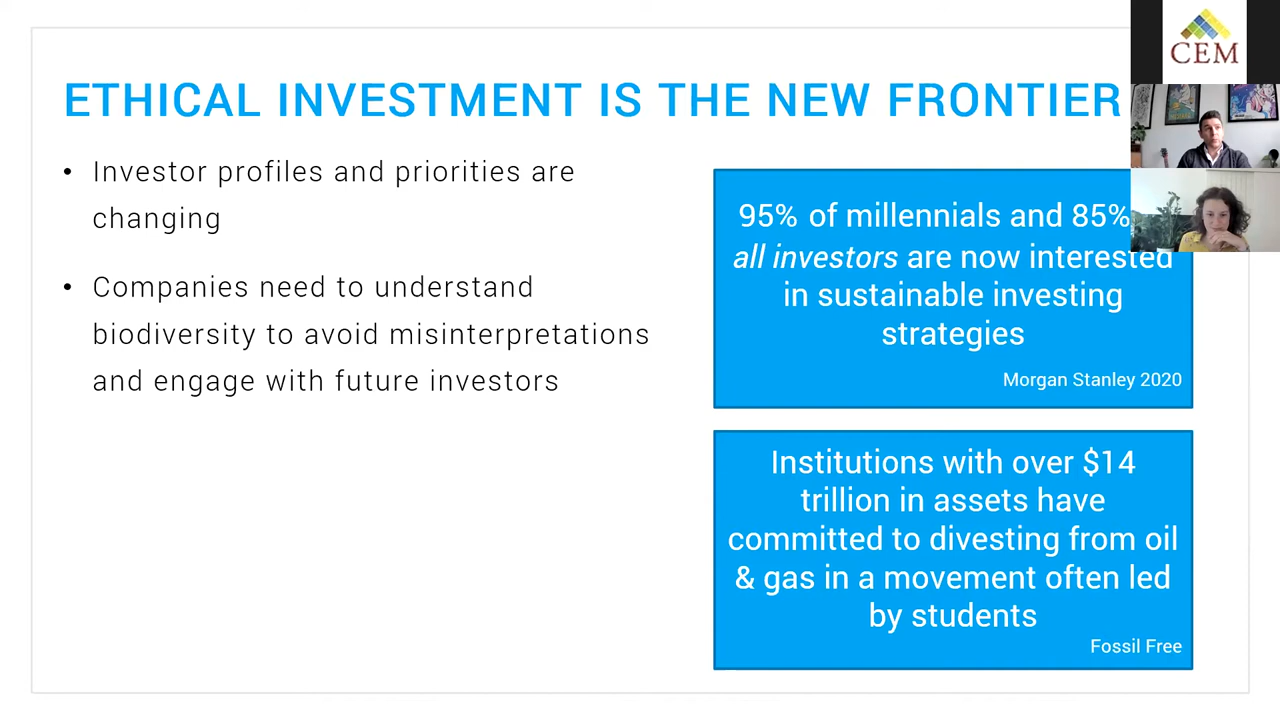 CEM
ETHICAL INVESTMENT IS THE NEW FRONTIER
• Investor profiles and priorities are
changing
• Companies need to understand
biodiversity to avoid misinterpretations
and engage with future investors
95% of millennials and 85%
all investors are now interested
in sustainable investing
strategies
Morgan Stanley 2020
Institutions with over $14
trillion in assets have
committed to divesting from oil
& gas in a movement often led
by students
Fossil Free